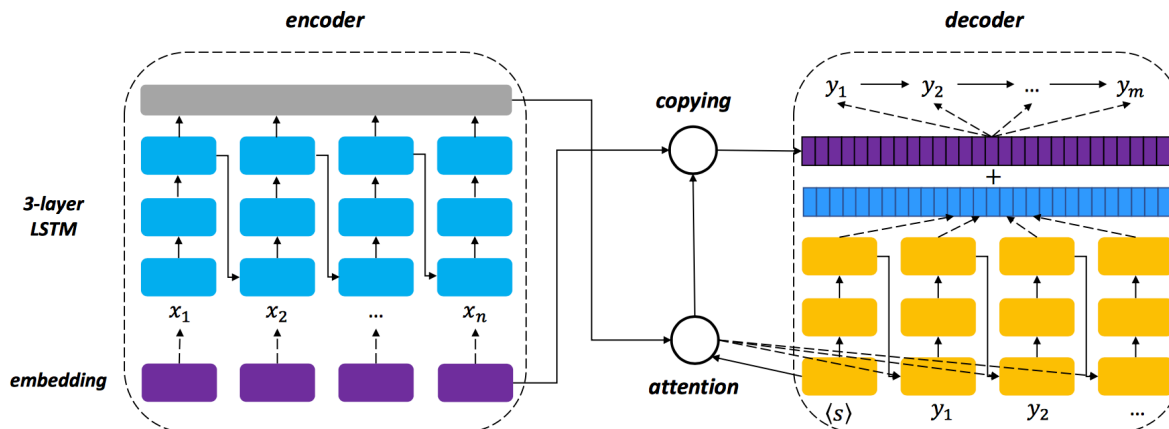 encoder
decoder
y₁ y₂ ... yₘ
copying
+
3-layer
LSTM
x₁ x₂ ... xₙ
embedding
attention
⟨s⟩ y₁ y₂ ...